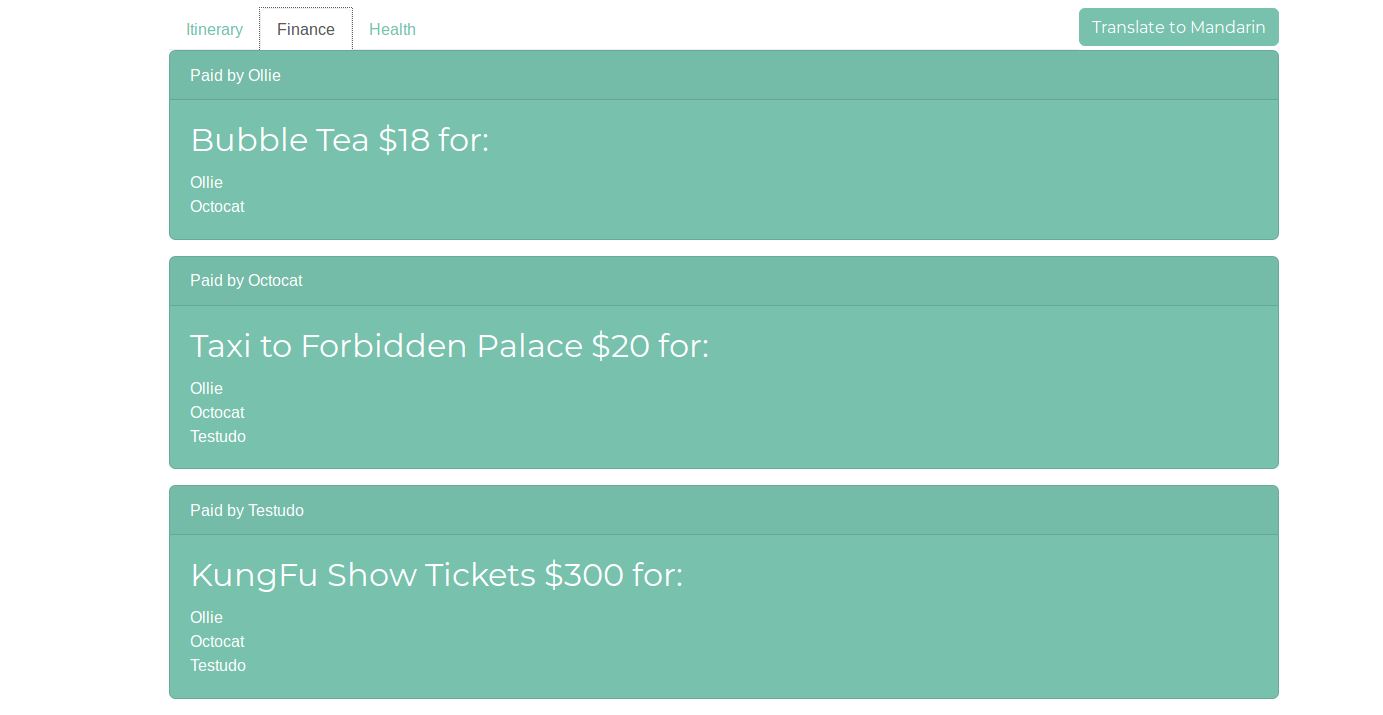 Itinerary Finance Health Translate to Mandarin
Paid by Ollie
Bubble Tea $18 for:
Ollie
Octocat
Paid by Octocat
Taxi to Forbidden Palace $20 for:
Ollie
Octocat
Testudo
Paid by Testudo
KungFu Show Tickets $300 for:
Ollie
Octocat
Testudo